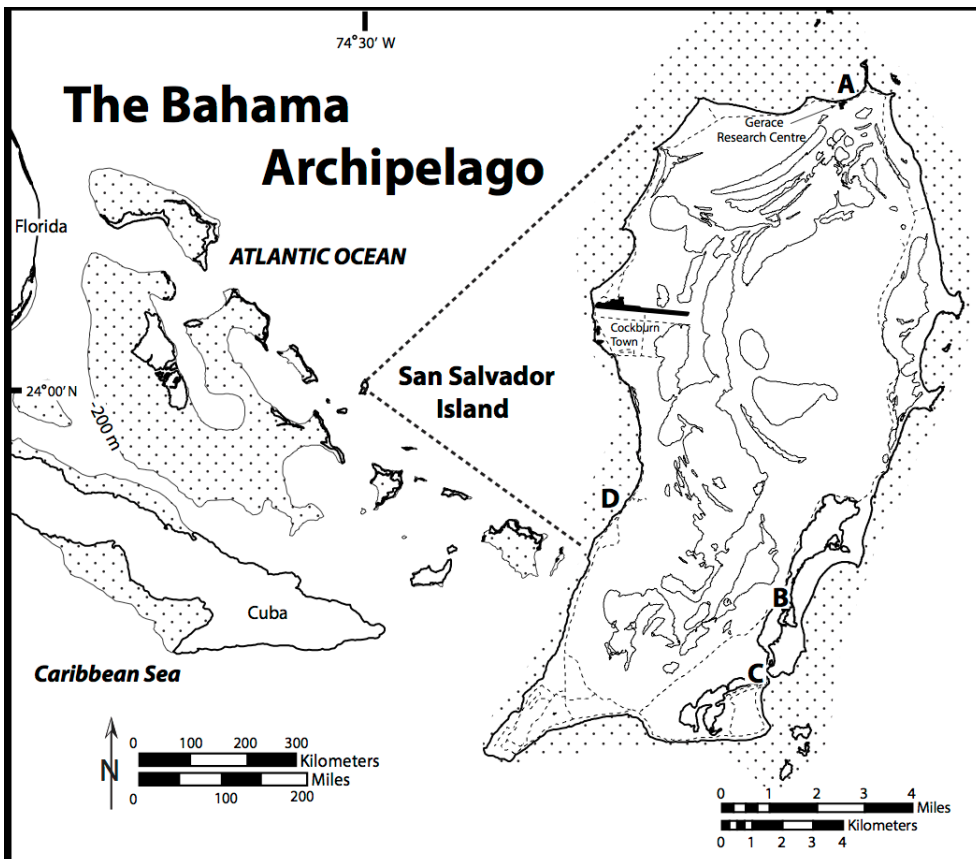 74°30' W
The Bahama
Archipelago
A
Gerace
Research Centre
Florida
ATLANTIC OCEAN
Cockburn
Town
24°00' N
San Salvador
Island
-200 m
D
B
Cuba
C
Caribbean Sea
N
0 100 200 300
Kilometers
Miles
0 100 200
0 1 2 3 4
Miles
Kilometers
0 1 2 3 4